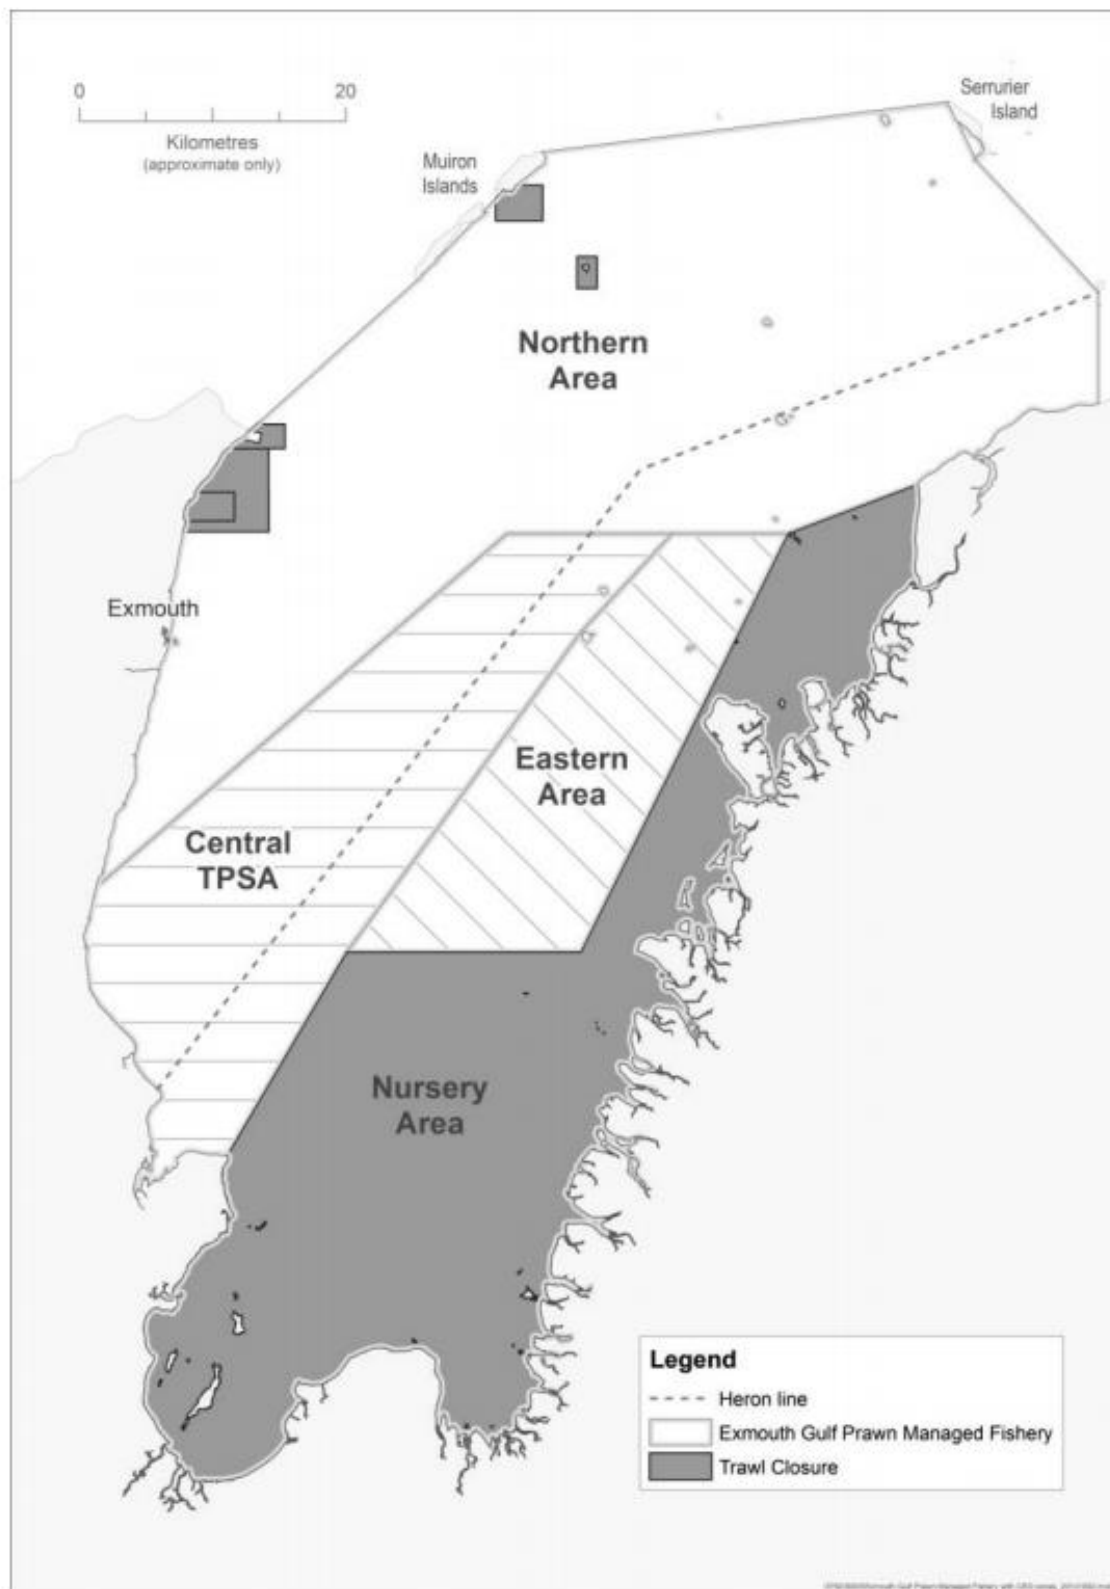 0 20
Kilometres
(approximate only)
Serrurier
Island
Muiron
Islands
Northern
Area
Exmouth
Eastern
Area
Central
TPSA
Nursery
Area
Legend
Heron line
Exmouth Gulf Prawn Managed Fishery
Trawl Closure